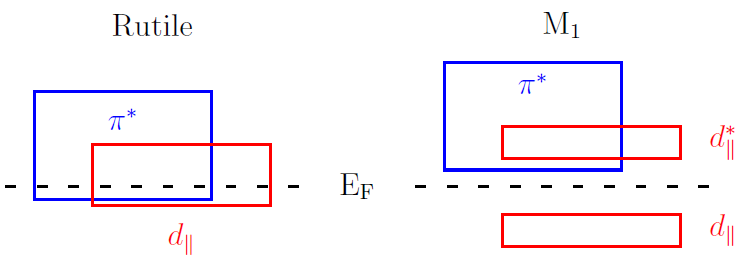 Rutile
M₁
π*
π*
d∥*
E_F
d∥
d∥